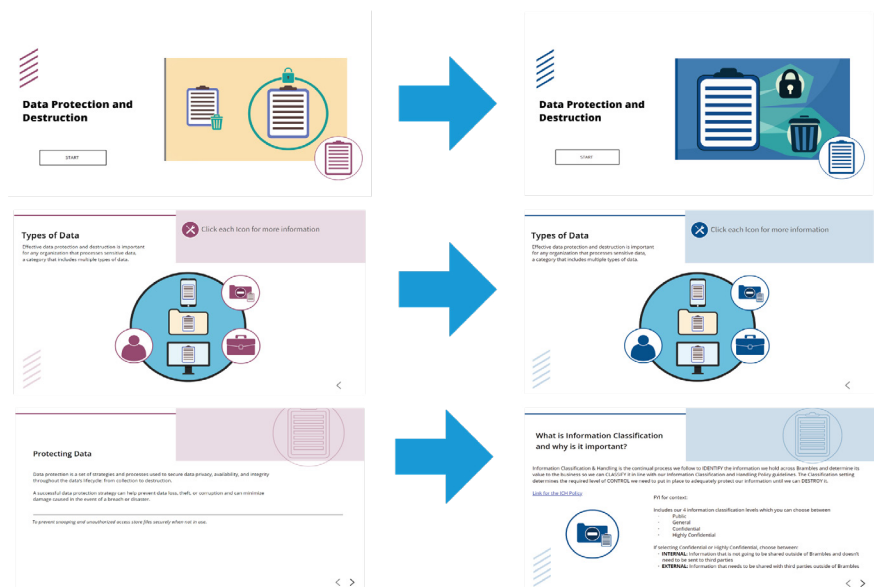 Data Protection and
Destruction
START
Data Protection and
Destruction
START
Types of Data
Effective data protection and destruction is important
for any organization that processes sensitive data,
a category that includes multiple types of data.
Click each Icon for more information
Types of Data
Effective data protection and destruction is important
for any organization that processes sensitive data,
a category that includes multiple types of data.
Click each Icon for more information
Protecting Data
Data protection is a set of strategies and processes used to secure data privacy, availability, and integrity
throughout the data's lifecycle: from collection to destruction.
A successful data protection strategy can help prevent data loss, theft, or corruption and can minimize
damage caused in the event of a breach or disaster.
To prevent snooping and unauthorized access store files securely when not in use.
What is Information Classification
and why is it important?
Information Classification & Handling is the continual process we follow to IDENTIFY the information we hold across Brambles and determine its
value to the business so we can CLASSIFY it in line with our Information Classification and Handling Policy guidelines. The Classification setting
determines the required level of CONTROL we need to put in place to adequately protect our information until we can DESTROY it.
Link for the ICH Policy
FYI for context:
Includes our 4 information classification levels which you can choose between
· Public
· General
· Confidential
· Highly Confidential
If selecting Confidential or Highly Confidential, choose between:
· INTERNAL: Information that is not going to be shared outside of Brambles and doesn't
need to be sent to third parties
· EXTERNAL: Information that needs to be shared with third parties outside of Brambles